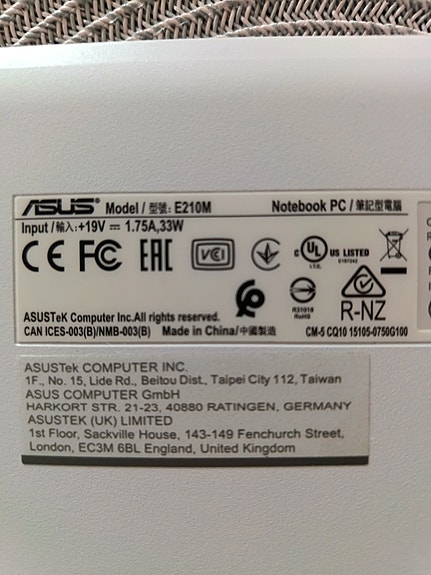 ASUS Model / 型號: E210M Notebook PC / 筆記型電腦
Input / 輸入: +19V ⎓ 1.75A,33W
CE FC EAC VCI c UL US LISTED
I.T.E.
R31018
RoHS
R-NZ
ASUSTeK Computer Inc.All rights reserved.
CAN ICES-003(B)/NMB-003(B) Made in China/中國製造 CM-5 CQ10 15105-0750G100
ASUSTek COMPUTER INC.
1F., No. 15, Lide Rd., Beitou Dist., Taipei City 112, Taiwan
ASUS COMPUTER GmbH
HARKORT STR. 21-23, 40880 RATINGEN, GERMANY
ASUSTEK (UK) LIMITED
1st Floor, Sackville House, 143-149 Fenchurch Street,
London, EC3M 6BL England, United Kingdom